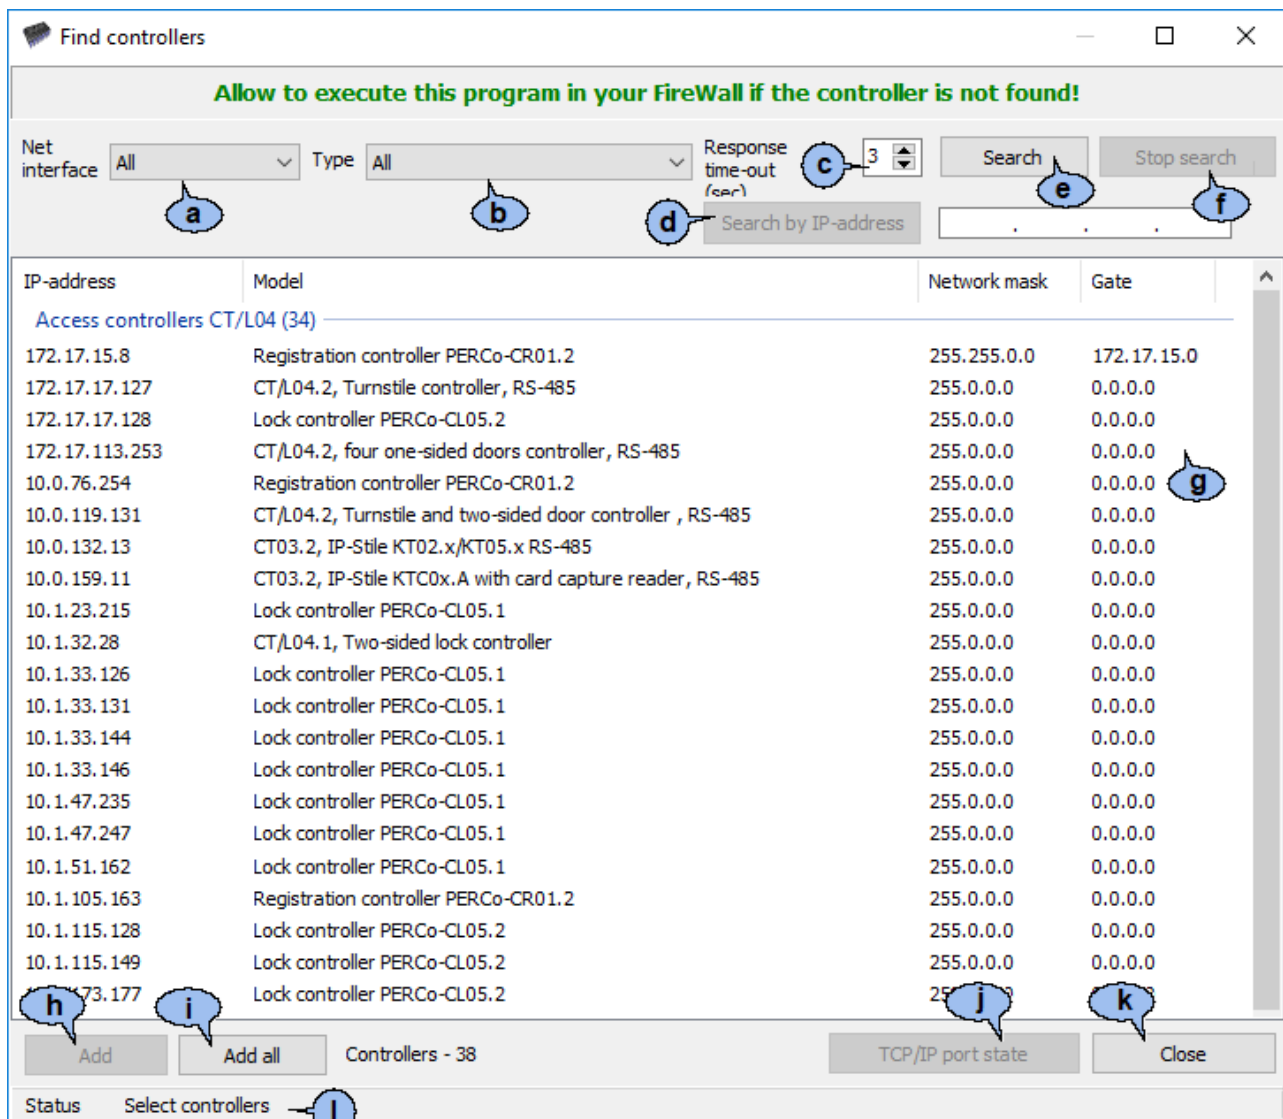 Find controllers
Allow to execute this program in your FireWall if the controller is not found!
Net interface All Type All Response time-out (sec) 3 Search Stop search
a b c e f
d Search by IP-address . . .
IP-address Model Network mask Gate
Access controllers CT/L04 (34)
172.17.15.8 Registration controller PERCo-CR01.2 255.255.0.0 172.17.15.0
172.17.17.127 CT/L04.2, Turnstile controller, RS-485 255.0.0.0 0.0.0.0
172.17.17.128 Lock controller PERCo-CL05.2 255.0.0.0 0.0.0.0
172.17.113.253 CT/L04.2, four one-sided doors controller, RS-485 255.0.0.0 0.0.0.0
10.0.76.254 Registration controller PERCo-CR01.2 255.0.0.0 0.0.0.0 g
10.0.119.131 CT/L04.2, Turnstile and two-sided door controller , RS-485 255.0.0.0 0.0.0.0
10.0.132.13 CT03.2, IP-Stile KT02.x/KT05.x RS-485 255.0.0.0 0.0.0.0
10.0.159.11 CT03.2, IP-Stile KTC0x.A with card capture reader, RS-485 255.0.0.0 0.0.0.0
10.1.23.215 Lock controller PERCo-CL05.1 255.0.0.0 0.0.0.0
10.1.32.28 CT/L04.1, Two-sided lock controller 255.0.0.0 0.0.0.0
10.1.33.126 Lock controller PERCo-CL05.1 255.0.0.0 0.0.0.0
10.1.33.131 Lock controller PERCo-CL05.1 255.0.0.0 0.0.0.0
10.1.33.144 Lock controller PERCo-CL05.1 255.0.0.0 0.0.0.0
10.1.33.146 Lock controller PERCo-CL05.1 255.0.0.0 0.0.0.0
10.1.47.235 Lock controller PERCo-CL05.1 255.0.0.0 0.0.0.0
10.1.47.247 Lock controller PERCo-CL05.1 255.0.0.0 0.0.0.0
10.1.51.162 Lock controller PERCo-CL05.1 255.0.0.0 0.0.0.0
10.1.105.163 Registration controller PERCo-CR01.2 255.0.0.0 0.0.0.0
10.1.115.128 Lock controller PERCo-CL05.2 255.0.0.0 0.0.0.0
10.1.115.149 Lock controller PERCo-CL05.2 255.0.0.0 0.0.0.0
Lock controller PERCo-CL05.2
h i j k
Add Add all Controllers - 38 TCP/IP port state Close
Status Select controllers l